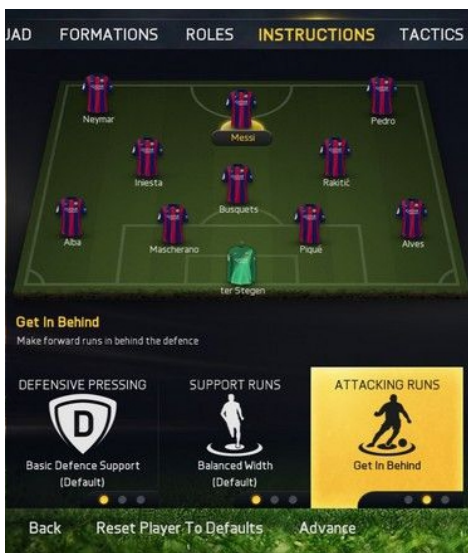 JAD FORMATIONS ROLES INSTRUCTIONS TACTICS
Neymar
Messi
Pedro
Iniesta
Rakitić
Busquets
Alba
Mascherano
Piqué
Alves
ter Stegen
Get In Behind
Make forward runs in behind the defence
DEFENSIVE PRESSING
D
Basic Defence Support
(Default)
SUPPORT RUNS
Balanced Width
(Default)
ATTACKING RUNS
Get In Behind
Back Reset Player To Defaults Advance